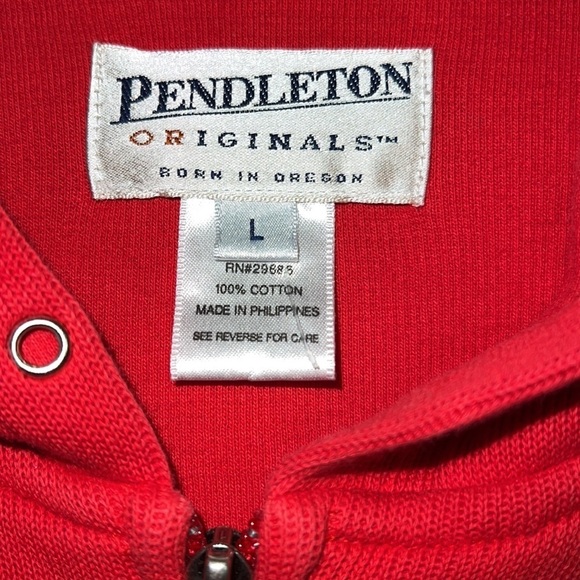 PENDLETON
ORIGINALS™
BORN IN OREGON
L
RN#29685
100% COTTON
MADE IN PHILIPPINES
SEE REVERSE FOR CARE